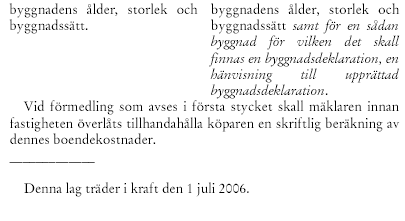 byggnadens ålder, storlek och
byggnadssätt.
byggnadens ålder, storlek och
byggnadssätt samt för en sådan
byggnad för vilken det skall
finnas en byggnadsdeklaration, en
hänvisning till upprättad
byggnadsdeklaration.
Vid förmedling som avses i första stycket skall mäklaren innan
fastigheten överlåts tillhandahålla köparen en skriftlig beräkning av
dennes boendekostnader.
Denna lag träder i kraft den 1 juli 2006.